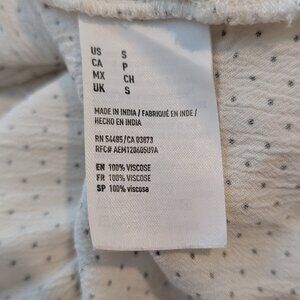 US S
CA P
MX CH
UK S
MADE IN INDIA / FABRIQUÉ EN INDE /
HECHO EN INDIA
RN 54485/CA 03873
RFC# AEM120605U9A
EN 100% VISCOSE
FR 100% VISCOSE
SP 100% viscosa